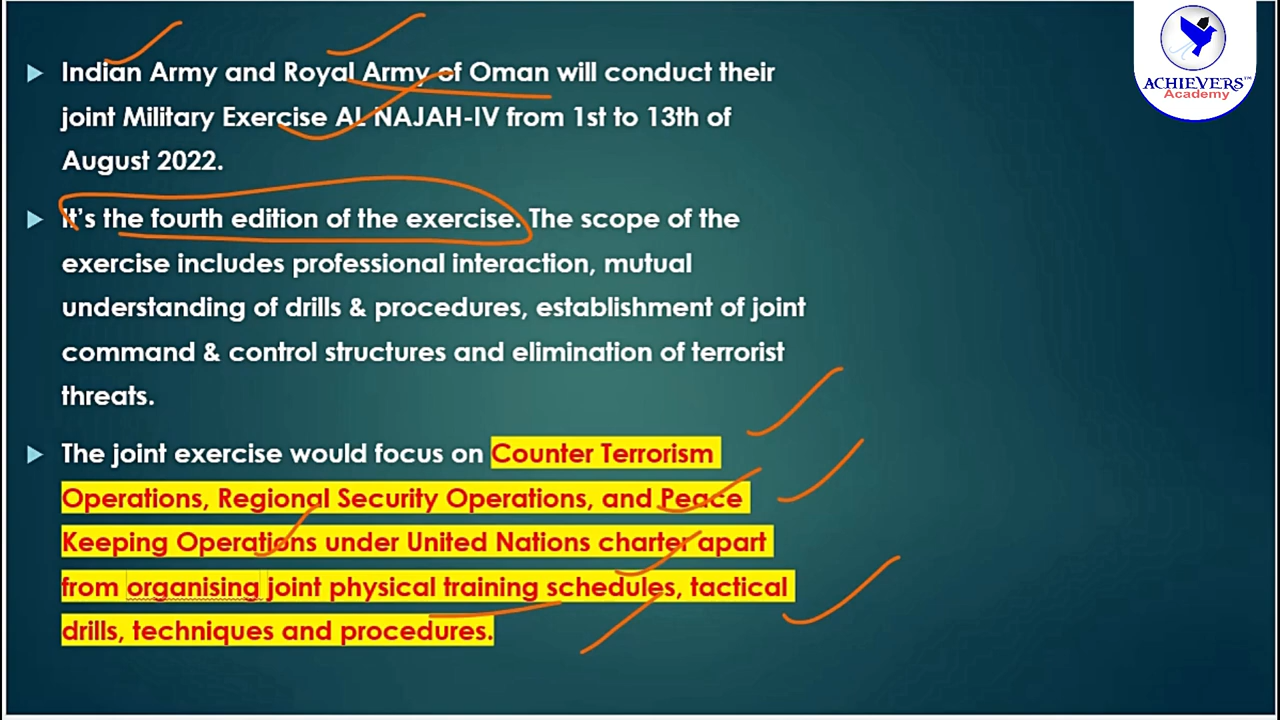 Indian Army and Royal Army of Oman will conduct their
joint Military Exercise AL NAJAH-IV from 1st to 13th of
August 2022.
It's the fourth edition of the exercise. The scope of the
exercise includes professional interaction, mutual
understanding of drills & procedures, establishment of joint
command & control structures and elimination of terrorist
threats.
The joint exercise would focus on Counter Terrorism
Operations, Regional Security Operations, and Peace
Keeping Operations under United Nations charter apart
from organising joint physical training schedules, tactical
drills, techniques and procedures.
ACHIEVERS™
Academy